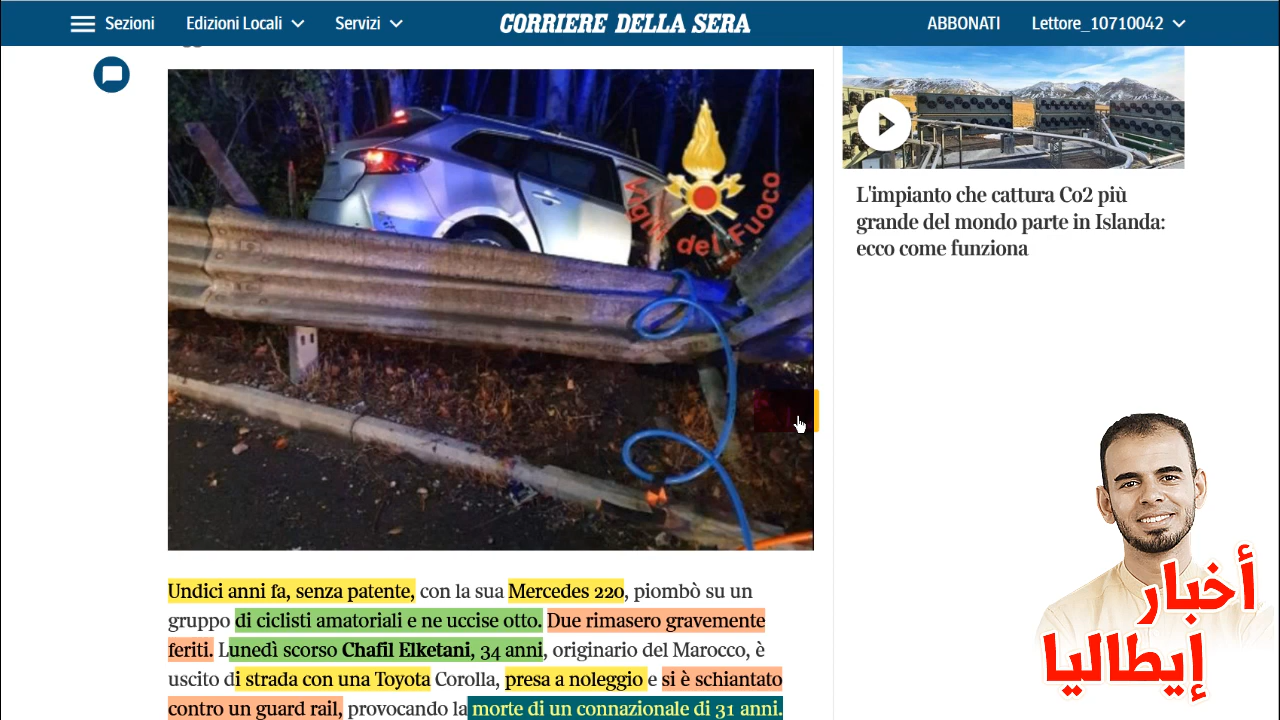 Sezioni
Edizioni Locali
Servizi
CORRIERE DELLA SERA
ABBONATI
Lettore_10710042
Vigili del Fuoco
L'impianto che cattura Co2 più
grande del mondo parte in Islanda:
ecco come funziona
Undici anni fa, senza patente, con la sua Mercedes 220, piombò su un
gruppo di ciclisti amatoriali e ne uccise otto. Due rimasero gravemente
feriti. Lunedì scorso Chafil Elketani, 34 anni, originario del Marocco, è
uscito di strada con una Toyota Corolla, presa a noleggio e si è schiantato
contro un guard rail, provocando la morte di un connazionale di 31 anni.
أخبار
إيطاليا